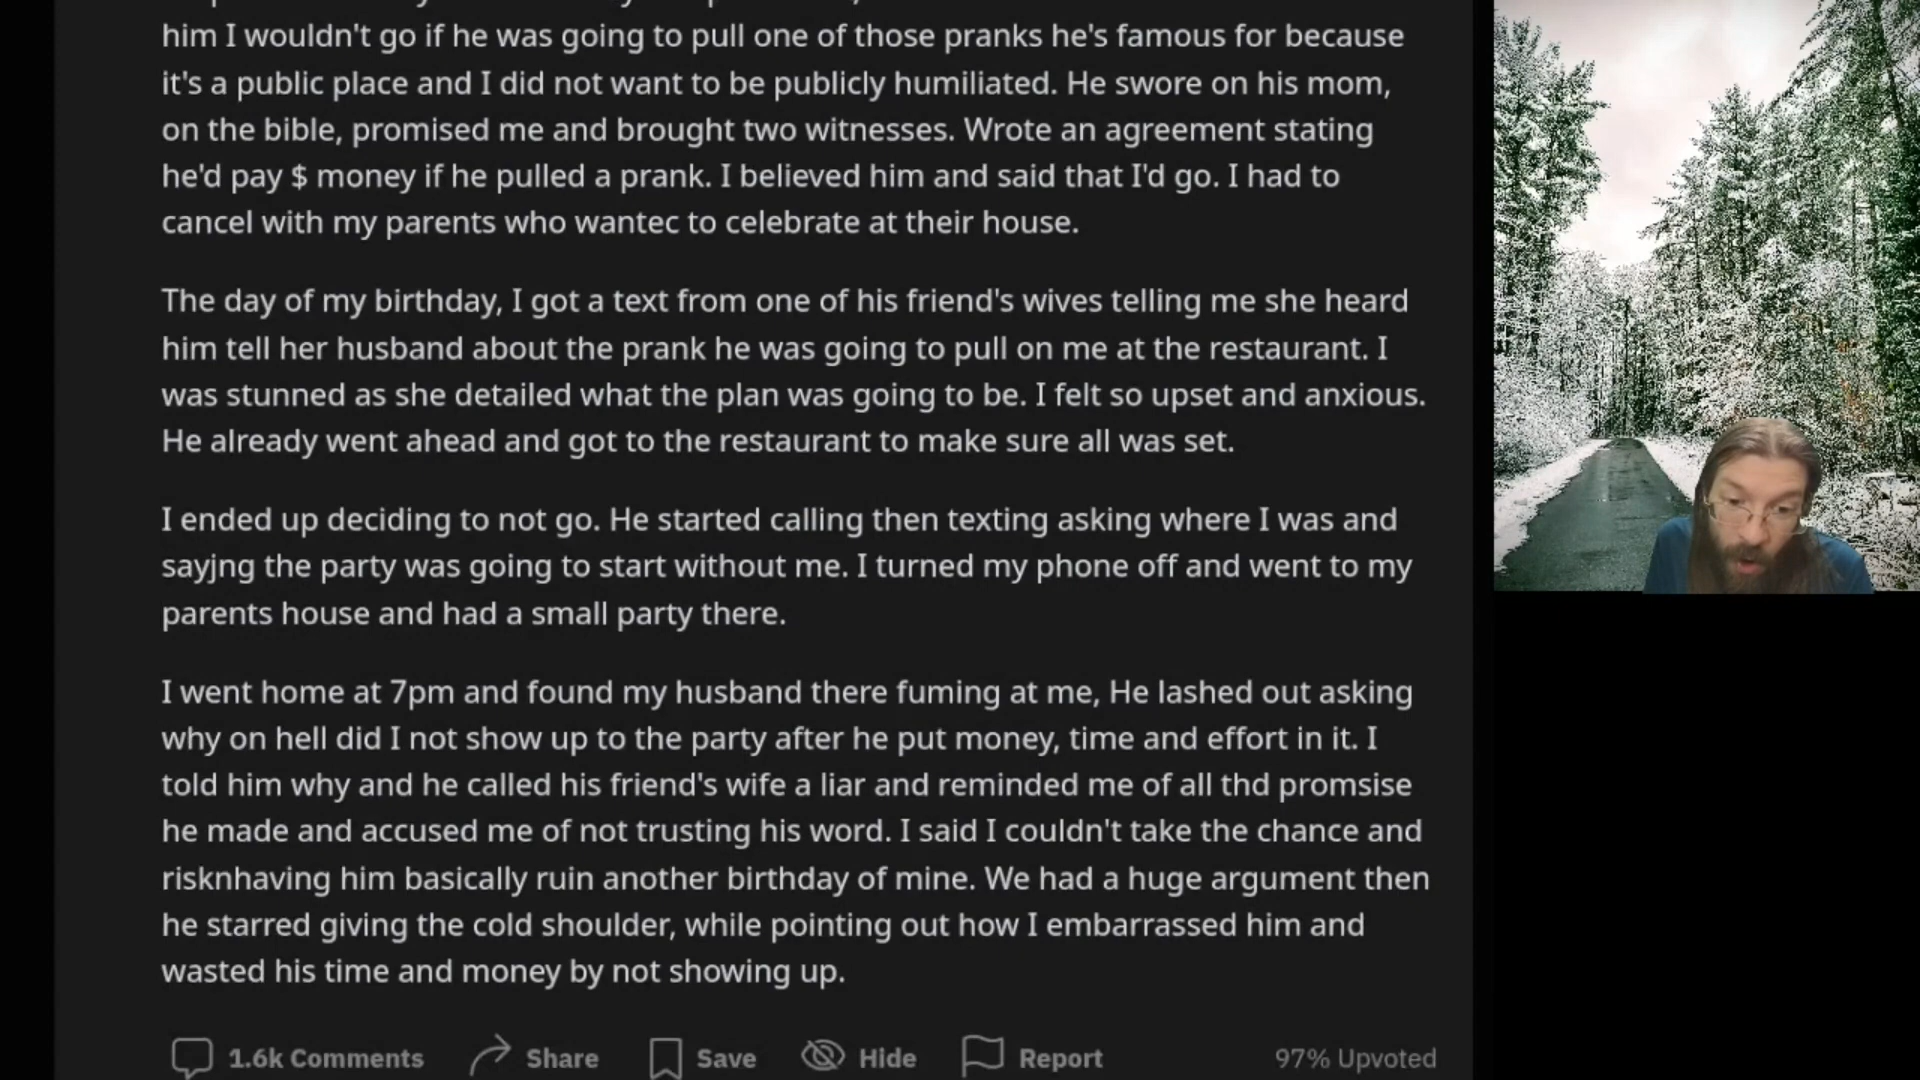 him I wouldn't go if he was going to pull one of those pranks he's famous for because
it's a public place and I did not want to be publicly humiliated. He swore on his mom,
on the bible, promised me and brought two witnesses. Wrote an agreement stating
he'd pay $ money if he pulled a prank. I believed him and said that I'd go. I had to
cancel with my parents who wantec to celebrate at their house.
The day of my birthday, I got a text from one of his friend's wives telling me she heard
him tell her husband about the prank he was going to pull on me at the restaurant. I
was stunned as she detailed what the plan was going to be. I felt so upset and anxious.
He already went ahead and got to the restaurant to make sure all was set.
I ended up deciding to not go. He started calling then texting asking where I was and
sayjng the party was going to start without me. I turned my phone off and went to my
parents house and had a small party there.
I went home at 7pm and found my husband there fuming at me, He lashed out asking
why on hell did I not show up to the party after he put money, time and effort in it. I
told him why and he called his friend's wife a liar and reminded me of all thd promsise
he made and accused me of not trusting his word. I said I couldn't take the chance and
risknhaving him basically ruin another birthday of mine. We had a huge argument then
he starred giving the cold shoulder, while pointing out how I embarrassed him and
wasted his time and money by not showing up.
1.6k Comments Share Save Hide Report 97% Upvoted